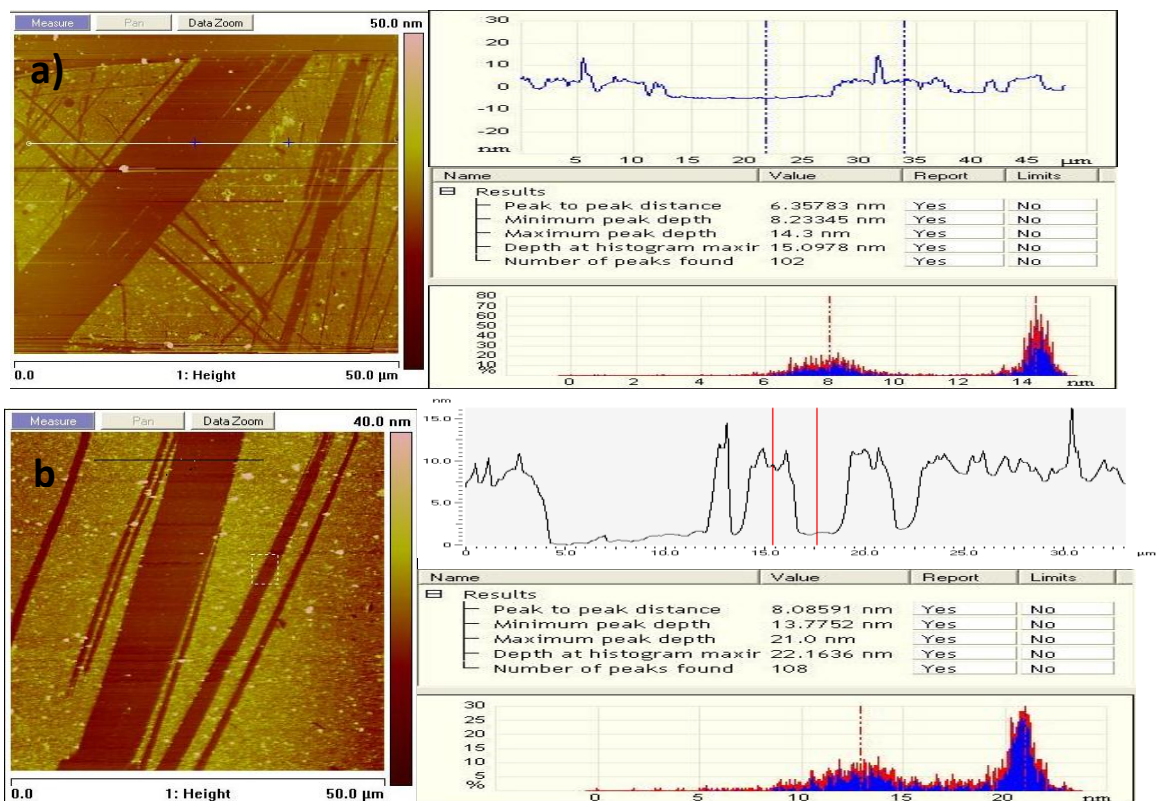 Measure Pan Data Zoom 50.0 nm
a)
0.0 1: Height 50.0 µm
30
20
10
0
-10
-20
nm
5 15 10 21 20 25 31 30 35 41 40 45 µm
Name Value Report Limits
Results
Peak to peak distance 6.35783 nm Yes No
Minimum peak depth 8.23345 nm Yes No
Maximum peak depth 14.3 nm Yes No
Depth at histogram maxir 15.0978 nm Yes No
Number of peaks found 102 Yes No
80
70
60
50
40
30
20
10
%
0 2 4 6 8 10 12 14 nm
Measure Pan Data Zoom 40.0 nm
b
0.0 1: Height 50.0 µm
nm
15.0
10.0
5.0
0.0
0 5.0 10.0 15.0 20.0 25.0 30.0 µm
Name Value Report Limits
Results
Peak to peak distance 8.08591 nm Yes No
Minimum peak depth 13.7752 nm Yes No
Maximum peak depth 21.0 nm Yes No
Depth at histogram maxir 22.1636 nm Yes No
Number of peaks found 108 Yes No
30
25
20
15
10
5
%
0 5 10 15 20 nm